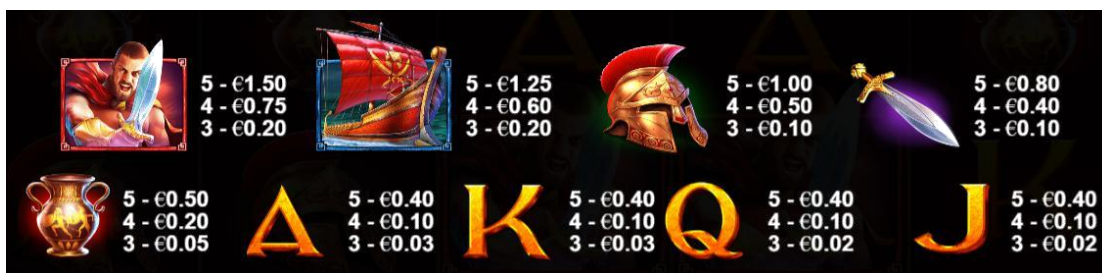 5 - €1.50
4 - €0.75
3 - €0.20
5 - €1.25
4 - €0.60
3 - €0.20
5 - €1.00
4 - €0.50
3 - €0.10
5 - €0.80
4 - €0.40
3 - €0.10
5 - €0.50
4 - €0.20
3 - €0.05
A
5 - €0.40
4 - €0.10
3 - €0.03
K
5 - €0.40
4 - €0.10
3 - €0.03
Q
5 - €0.40
4 - €0.10
3 - €0.02
J
5 - €0.40
4 - €0.10
3 - €0.02